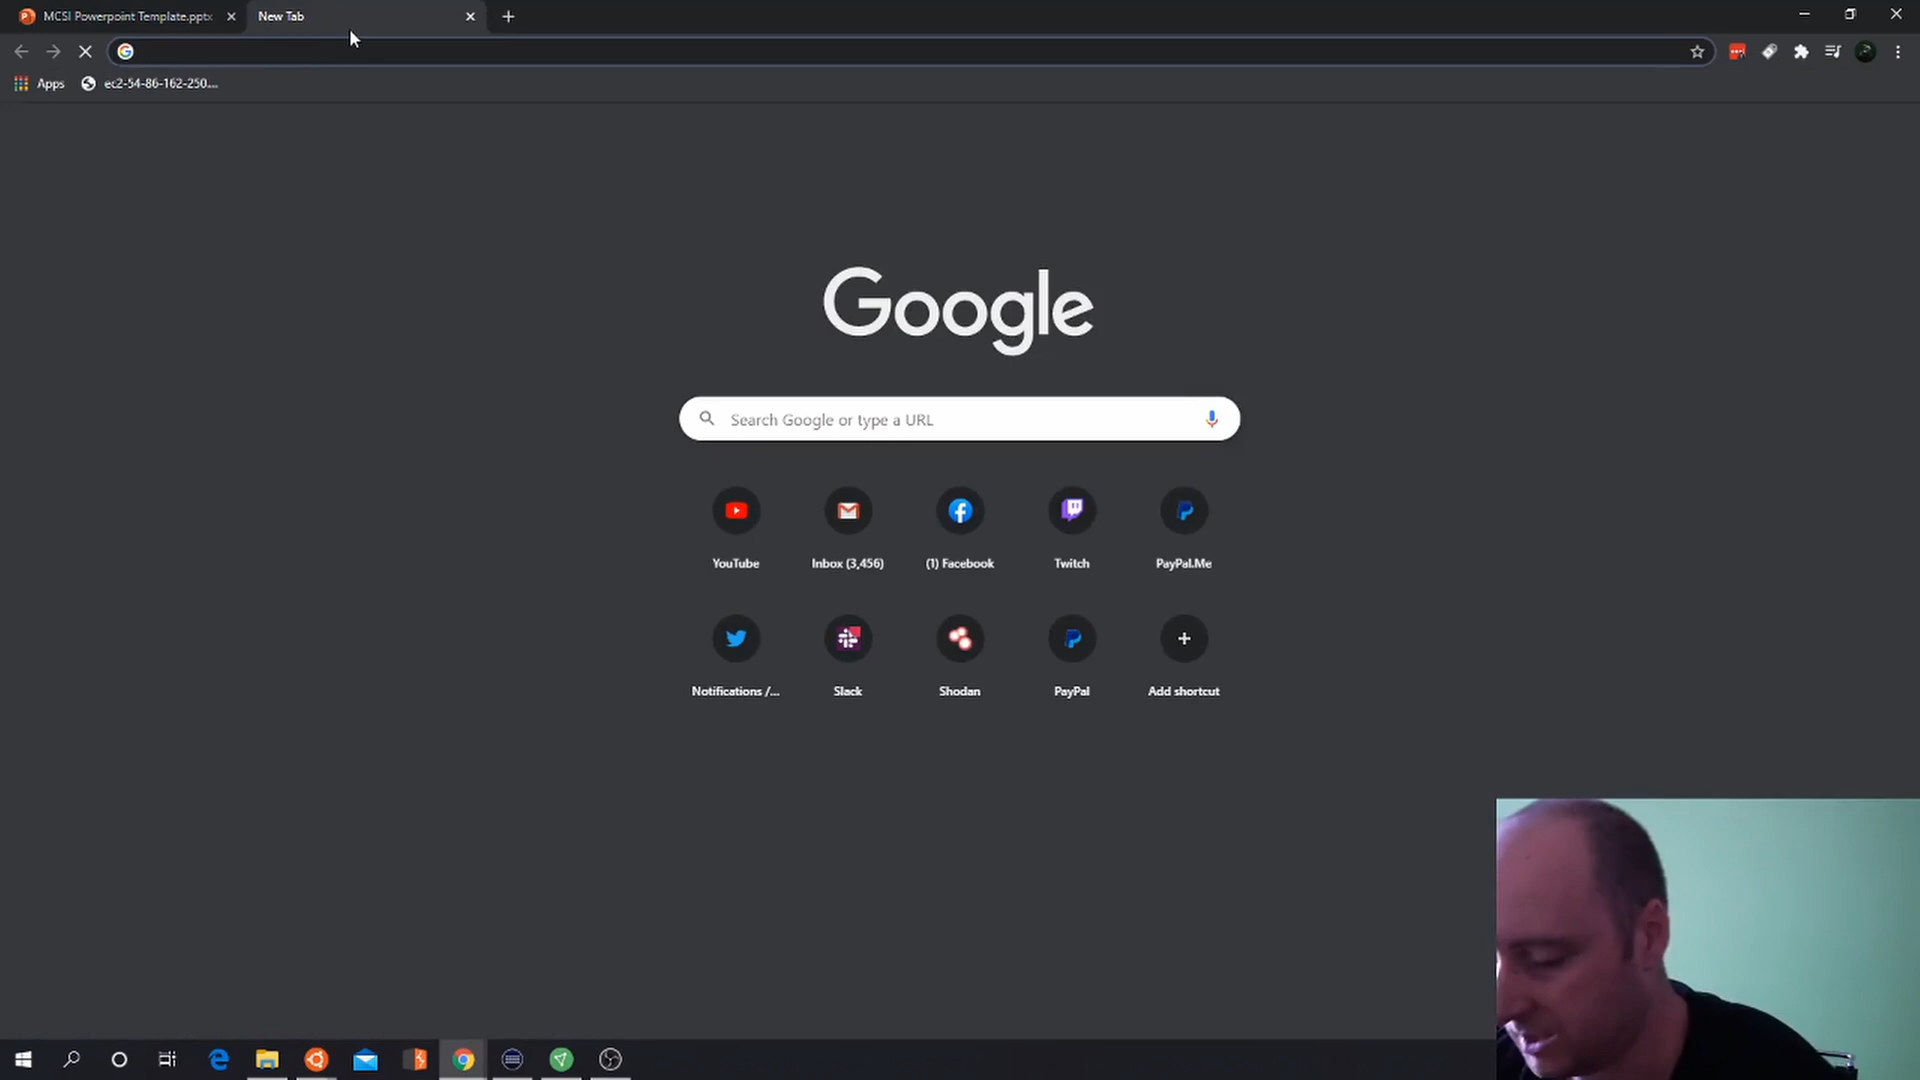 MCSI Powerpoint Template.pptx
New Tab
Apps
ec2-54-86-162-250....
Google
Search Google or type a URL
YouTube
Inbox (3,456)
(1) Facebook
Twitch
PayPal.Me
Notifications /...
Slack
Shodan
PayPal
Add shortcut